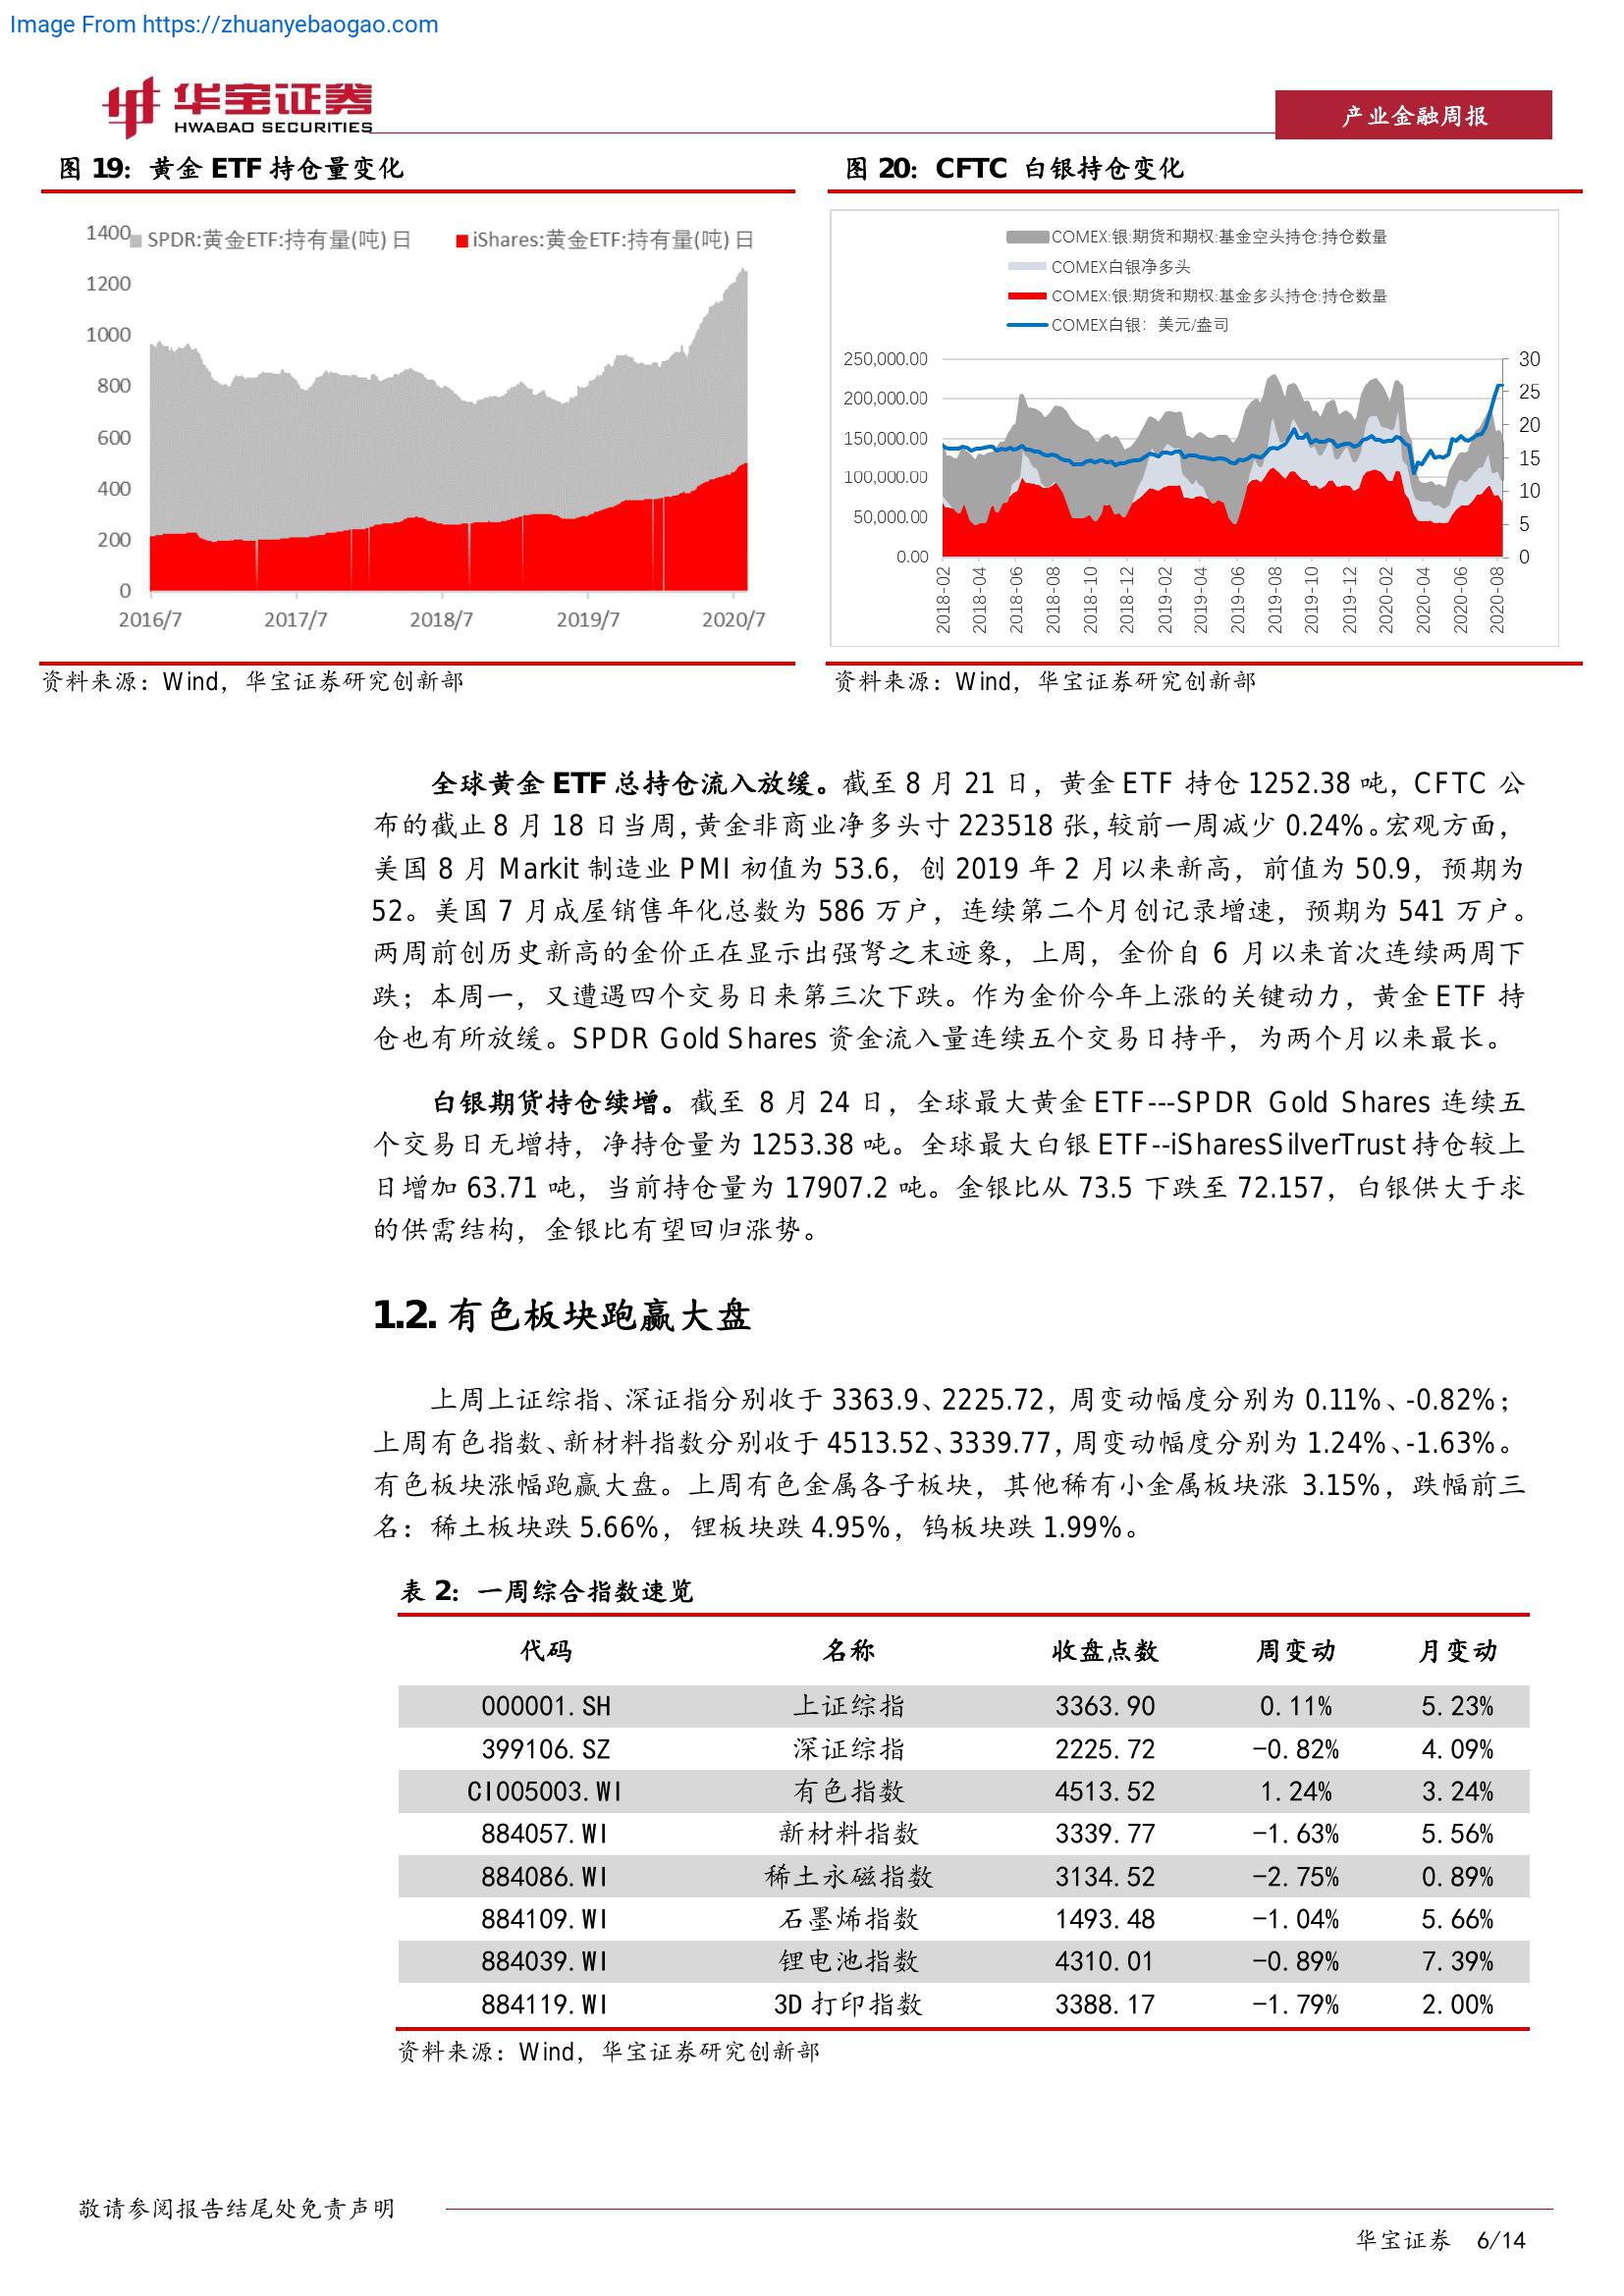 Image From https://zhuanyebaogao.com
华宝证券
HWABAO SECURITIES
产业金融周报
图 19：黄金 ETF 持仓量变化
图 20：CFTC 白银持仓变化
SPDR:黄金ETF:持有量(吨) 日
iShares:黄金ETF:持有量(吨) 日
1400
1200
1000
800
600
400
200
0
2016/7 2017/7 2018/7 2019/7 2020/7
COMEX:银:期货和期权:基金空头持仓:持仓数量
COMEX白银净多头
COMEX:银:期货和期权:基金多头持仓:持仓数量
COMEX白银：美元/盎司
250,000.00
200,000.00
150,000.00
100,000.00
50,000.00
0.00
30
25
20
15
10
5
0
2018-02 2018-04 2018-06 2018-08 2018-10 2018-12 2019-02 2019-04 2019-06 2019-08 2019-10 2019-12 2020-02 2020-04 2020-06 2020-08
资料来源：Wind，华宝证券研究创新部
资料来源：Wind，华宝证券研究创新部
全球黄金 ETF 总持仓流入放缓。截至 8 月 21 日，黄金 ETF 持仓 1252.38 吨，CFTC 公
布的截止 8 月 18 日当周，黄金非商业净多头寸 223518 张，较前一周减少 0.24%。宏观方面，
美国 8 月 Markit 制造业 PMI 初值为 53.6，创 2019 年 2 月以来新高，前值为 50.9，预期为
52。美国 7 月成屋销售年化总数为 586 万户，连续第二个月创记录增速，预期为 541 万户。
两周前创历史新高的金价正在显示出强弩之末迹象，上周，金价自 6 月以来首次连续两周下
跌；本周一，又遭遇四个交易日来第三次下跌。作为金价今年上涨的关键动力，黄金 ETF 持
仓也有所放缓。SPDR Gold Shares 资金流入量连续五个交易日持平，为两个月以来最长。
白银期货持仓续增。截至 8 月 24 日，全球最大黄金 ETF---SPDR Gold Shares 连续五
个交易日无增持，净持仓量为 1253.38 吨。全球最大白银 ETF--iSharesSilverTrust 持仓较上
日增加 63.71 吨，当前持仓量为 17907.2 吨。金银比从 73.5 下跌至 72.157，白银供大于求
的供需结构，金银比有望回归涨势。
1.2. 有色板块跑赢大盘
上周上证综指、深证指分别收于 3363.9、2225.72，周变动幅度分别为 0.11%、-0.82%；
上周有色指数、新材料指数分别收于 4513.52、3339.77，周变动幅度分别为 1.24%、-1.63%。
有色板块涨幅跑赢大盘。上周有色金属各子板块，其他稀有小金属板块涨 3.15%，跌幅前三
名：稀土板块跌 5.66%，锂板块跌 4.95%，钨板块跌 1.99%。
表 2：一周综合指数速览
代码 名称 收盘点数 周变动 月变动
000001.SH 上证综指 3363.90 0.11% 5.23%
399106.SZ 深证综指 2225.72 -0.82% 4.09%
CI005003.WI 有色指数 4513.52 1.24% 3.24%
884057.WI 新材料指数 3339.77 -1.63% 5.56%
884086.WI 稀土永磁指数 3134.52 -2.75% 0.89%
884109.WI 石墨烯指数 1493.48 -1.04% 5.66%
884039.WI 锂电池指数 4310.01 -0.89% 7.39%
884119.WI 3D 打印指数 3388.17 -1.79% 2.00%
资料来源：Wind，华宝证券研究创新部
敬请参阅报告结尾处免责声明
华宝证券 6/14